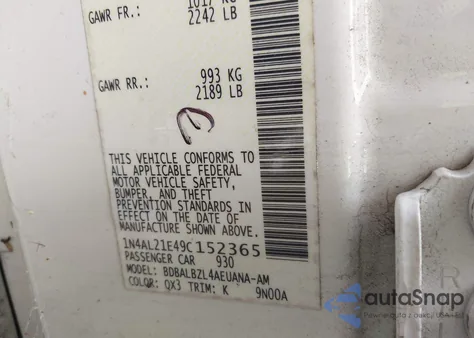 1017 KG
GAWR FR.: 2242 LB
993 KG
GAWR RR.: 2189 LB
THIS VEHICLE CONFORMS TO
ALL APPLICABLE FEDERAL
MOTOR VEHICLE SAFETY,
BUMPER, AND THEFT
PREVENTION STANDARDS IN
EFFECT ON THE DATE OF
MANUFACTURE SHOWN ABOVE.
1N4AL21E49C152365
PASSENGER CAR 930
MODEL: BDBALBZL4AEUANA-AM
COLOR: QX3 TRIM: K 9N00A
autoSnap